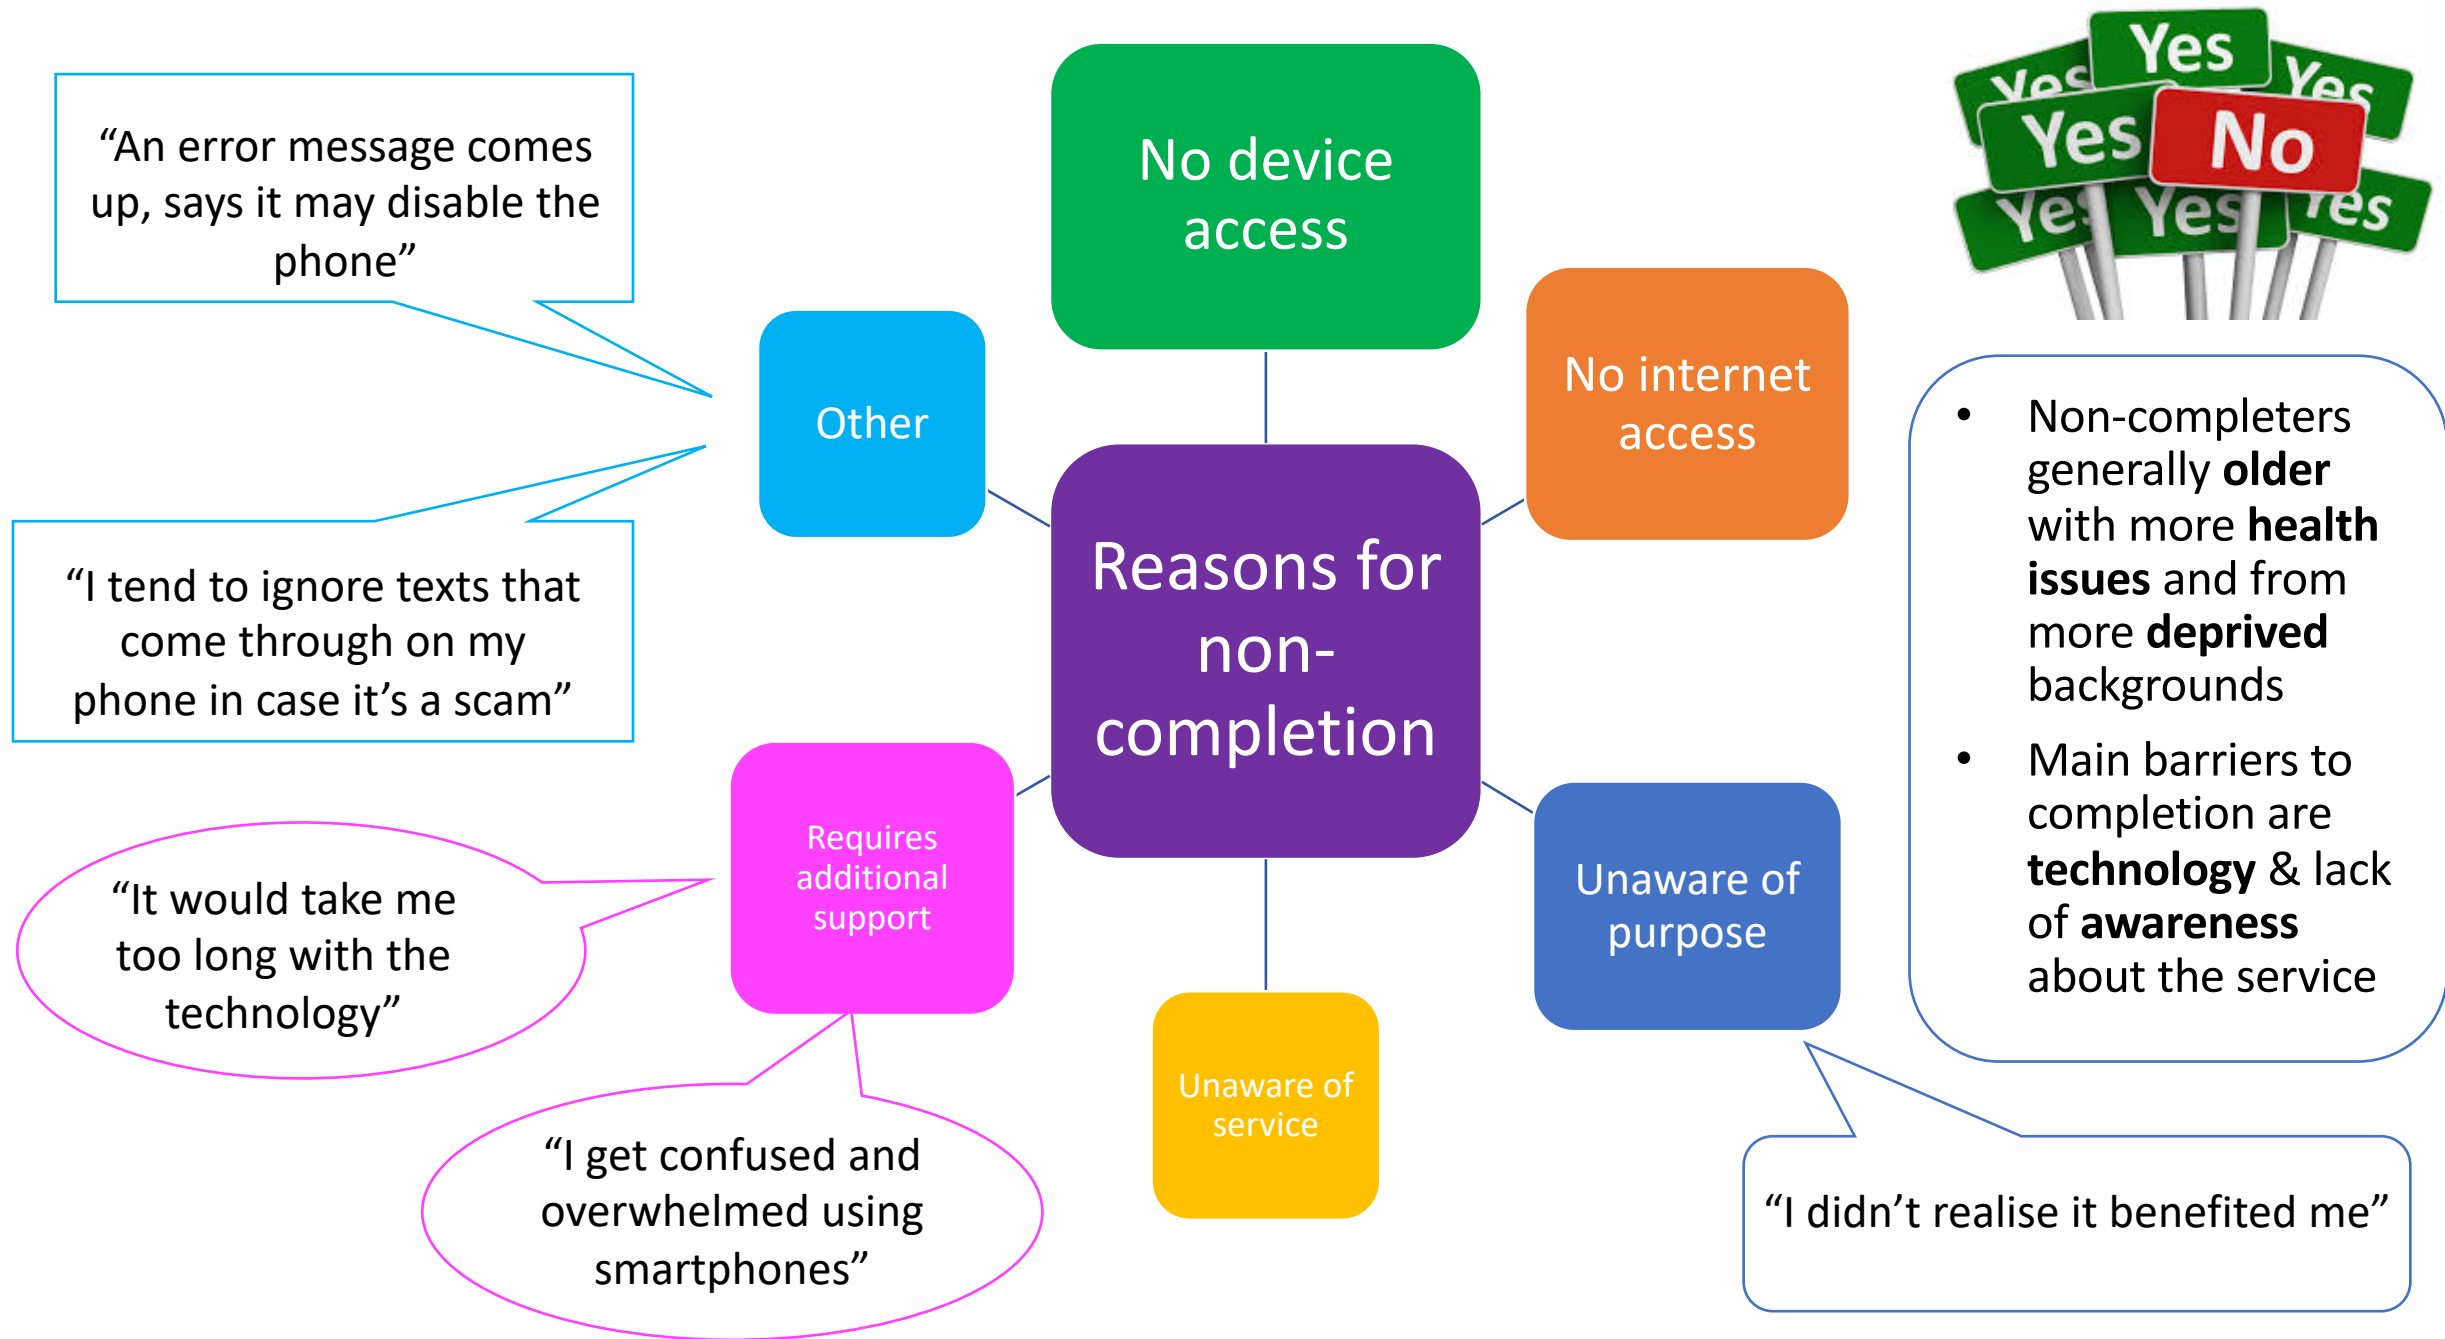 “An error message comes
up, says it may disable the
phone”
No device
access
Yes
Yes
Yes
Yes
No
Yes
Yes
Yes
Other
No internet
access
“I tend to ignore texts that
come through on my
phone in case it’s a scam”
Reasons for
non-
completion
• Non-completers
generally older
with more health
issues and from
more deprived
backgrounds
• Main barriers to
completion are
technology & lack
of awareness
about the service
Requires
additional
support
“It would take me
too long with the
technology”
Unaware of
purpose
Unaware of
service
“I get confused and
overwhelmed using
smartphones”
“I didn’t realise it benefited me”